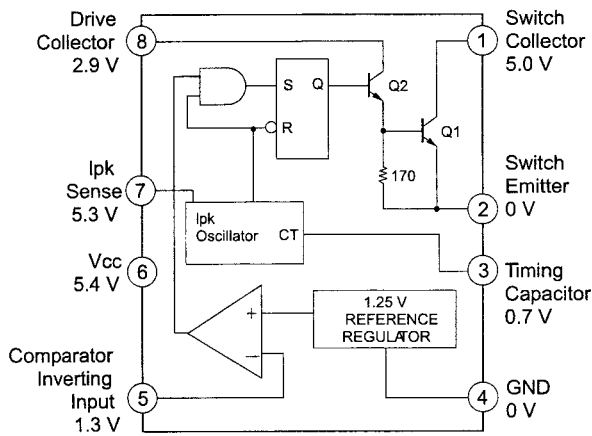 Drive
Collector
2.9 V
8
1
Switch
Collector
5.0 V
S
Q
R
Q2
Q1
170
Ipk
Sense
5.3 V
7
Ipk
Oscillator
CT
2
Switch
Emitter
0 V
Vcc
5.4 V
6
3
Timing
Capacitor
0.7 V
+
−
1.25 V
REFERENCE
REGULATOR
Comparator
Inverting
Input
1.3 V
5
4
GND
0 V